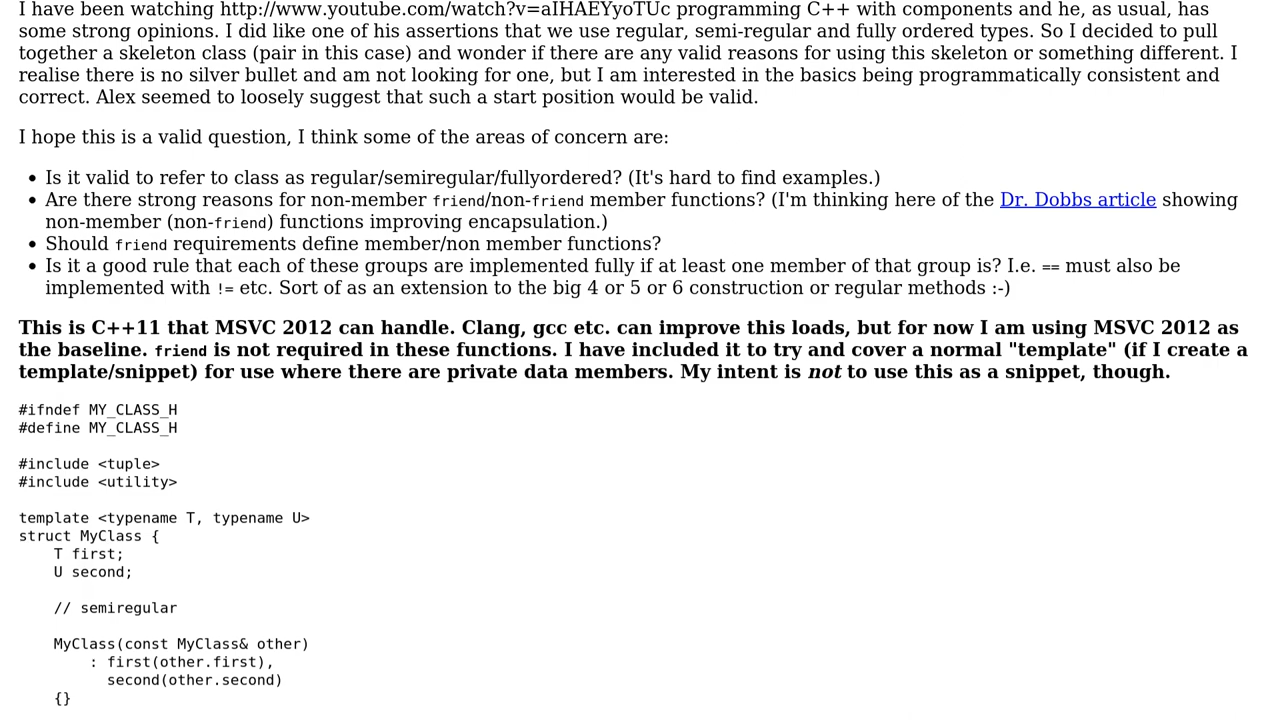 I have been watching http://www.youtube.com/watch?v=aIHAEYyoTUc programming C++ with components and he, as usual, has
some strong opinions. I did like one of his assertions that we use regular, semi-regular and fully ordered types. So I decided to pull
together a skeleton class (pair in this case) and wonder if there are any valid reasons for using this skeleton or something different. I
realise there is no silver bullet and am not looking for one, but I am interested in the basics being programmatically consistent and
correct. Alex seemed to loosely suggest that such a start position would be valid.
I hope this is a valid question, I think some of the areas of concern are:
• Is it valid to refer to class as regular/semiregular/fullyordered? (It's hard to find examples.)
• Are there strong reasons for non-member friend/non-friend member functions? (I'm thinking here of the Dr. Dobbs article showing
non-member (non-friend) functions improving encapsulation.)
• Should friend requirements define member/non member functions?
• Is it a good rule that each of these groups are implemented fully if at least one member of that group is? I.e. == must also be
implemented with != etc. Sort of as an extension to the big 4 or 5 or 6 construction or regular methods :-)
This is C++11 that MSVC 2012 can handle. Clang, gcc etc. can improve this loads, but for now I am using MSVC 2012 as
the baseline. friend is not required in these functions. I have included it to try and cover a normal "template" (if I create a
template/snippet) for use where there are private data members. My intent is not to use this as a snippet, though.
#ifndef MY_CLASS_H
#define MY_CLASS_H
#include <tuple>
#include <utility>
template <typename T, typename U>
struct MyClass {
    T first;
    U second;
    // semiregular
    MyClass(const MyClass& other)
        : first(other.first),
          second(other.second)
    {}